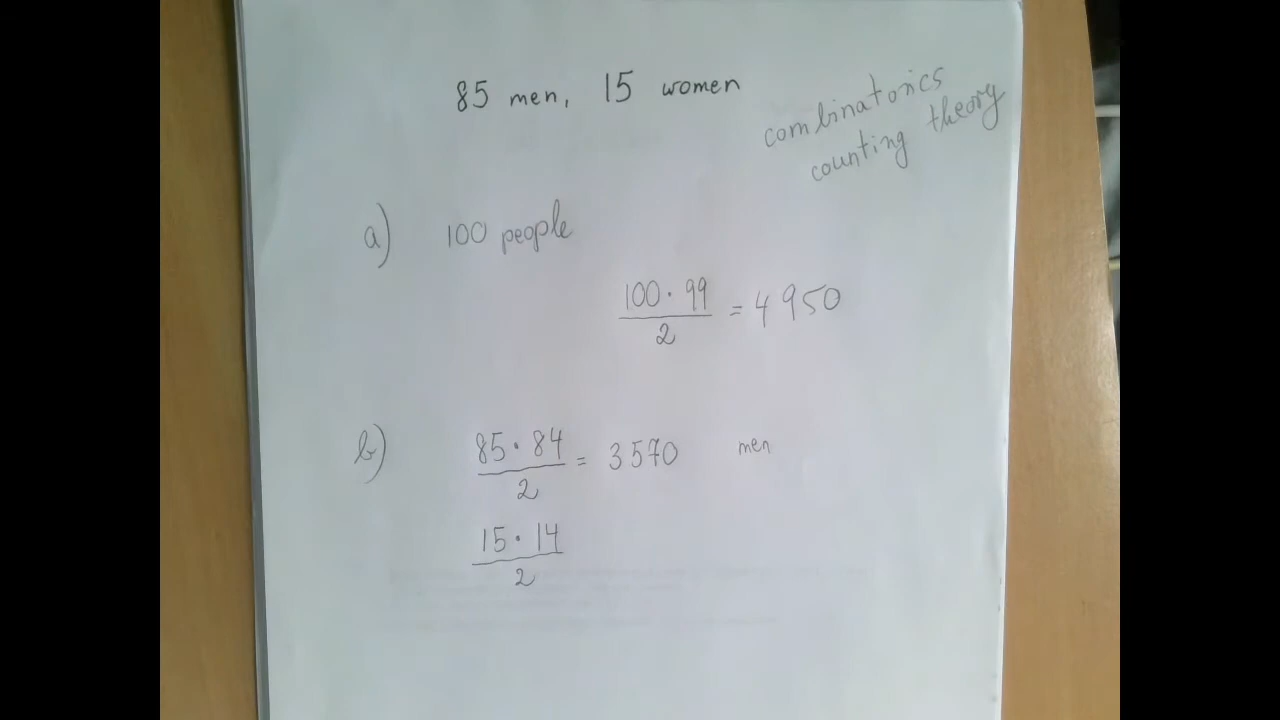 85 men, 15 women
combinatorics
counting theory
a) 100 people
100 · 99
2
= 4950
b) 85 · 84
2
= 3570 men
15 · 14
2